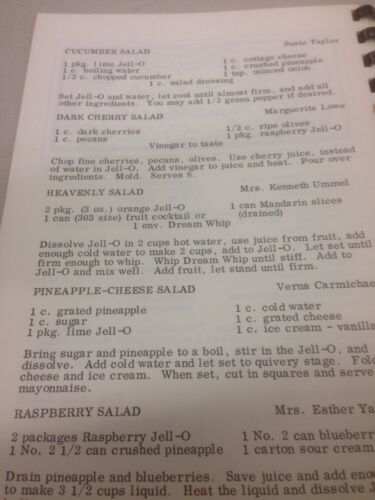 Susie Taylor
CUCUMBER SALAD
1 pkg. lime Jell-O 1 c. cottage cheese
1 c. boiling water 1 c. crushed pineapple
1/2 c. chopped cucumber 1 tsp. minced onion
1 c. salad dressing
Set Jell-O and water, let cool until almost firm, and add all
other ingredients. You may add 1/2 green pepper if desired.
DARK CHERRY SALAD Marguerite Lowe
1 c. dark cherries 1/2 c. ripe olives
1 c. pecans 1 pkg. raspberry Jell-O
Vinegar to taste
Chop fine cherries, pecans, olives. Use cherry juice, instead
of water in Jell-O. Add vinegar to juice and heat. Pour over
ingredients. Mold. Serves 8.
HEAVENLY SALAD Mrs. Kenneth Ummel
2 pkg. (3 oz.) orange Jell-O 1 can Mandarin slices
1 can (303 size) fruit cocktail or (drained)
1 env. Dream Whip
Dissolve Jell-O in 2 cups hot water, use juice from fruit, add
enough cold water to make 2 cups, add to Jell-O. Let set until
firm enough to whip. Whip Dream Whip until stiff. Add to
Jell-O and mix well. Add fruit, let stand until firm.
PINEAPPLE-CHEESE SALAD Verna Carmichae
1 c. grated pineapple 1 c. cold water
1 c. sugar 1 c. grated cheese
1 pkg. lime Jell-O 1 c. ice cream - vanilla
Bring sugar and pineapple to a boil, stir in the Jell-O, and
dissolve. Add cold water and let set to quivery stage. Fold
cheese and ice cream. When set, cut in squares and serve
mayonnaise.
RASPBERRY SALAD Mrs. Esther Ya
2 packages Raspberry Jell-O 1 No. 2 can blueberr
1 No. 2 1/2 can crushed pineapple 1 carton sour cream
Drain pineapple and blueberries. Save juice and add enou
to make 3 1/2 cups liquid. Heat the liquid and dissolve J